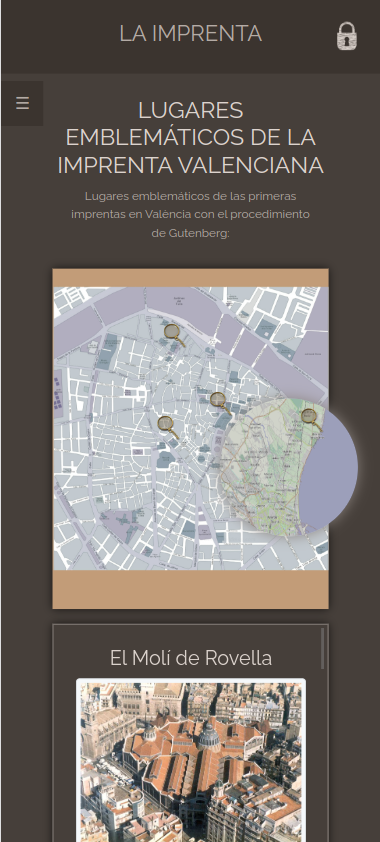 LA IMPRENTA
☰
LUGARES
EMBLEMÁTICOS DE LA
IMPRENTA VALENCIANA
Lugares emblemáticos de las primeras
imprentas en València con el procedimiento
de Gutenberg:
El Molí de Rovella